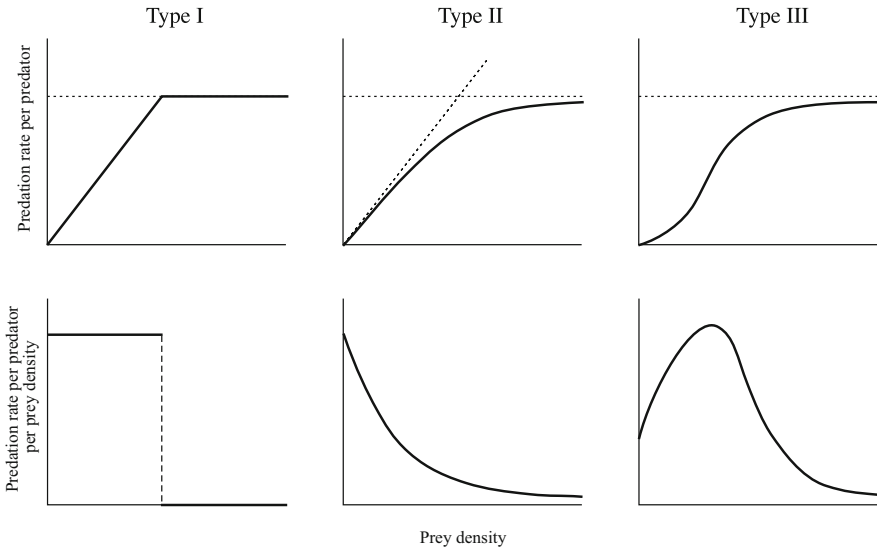 Type I
Type II
Type III
Predation rate per predator
Predation rate per predator
per prey density
Prey density